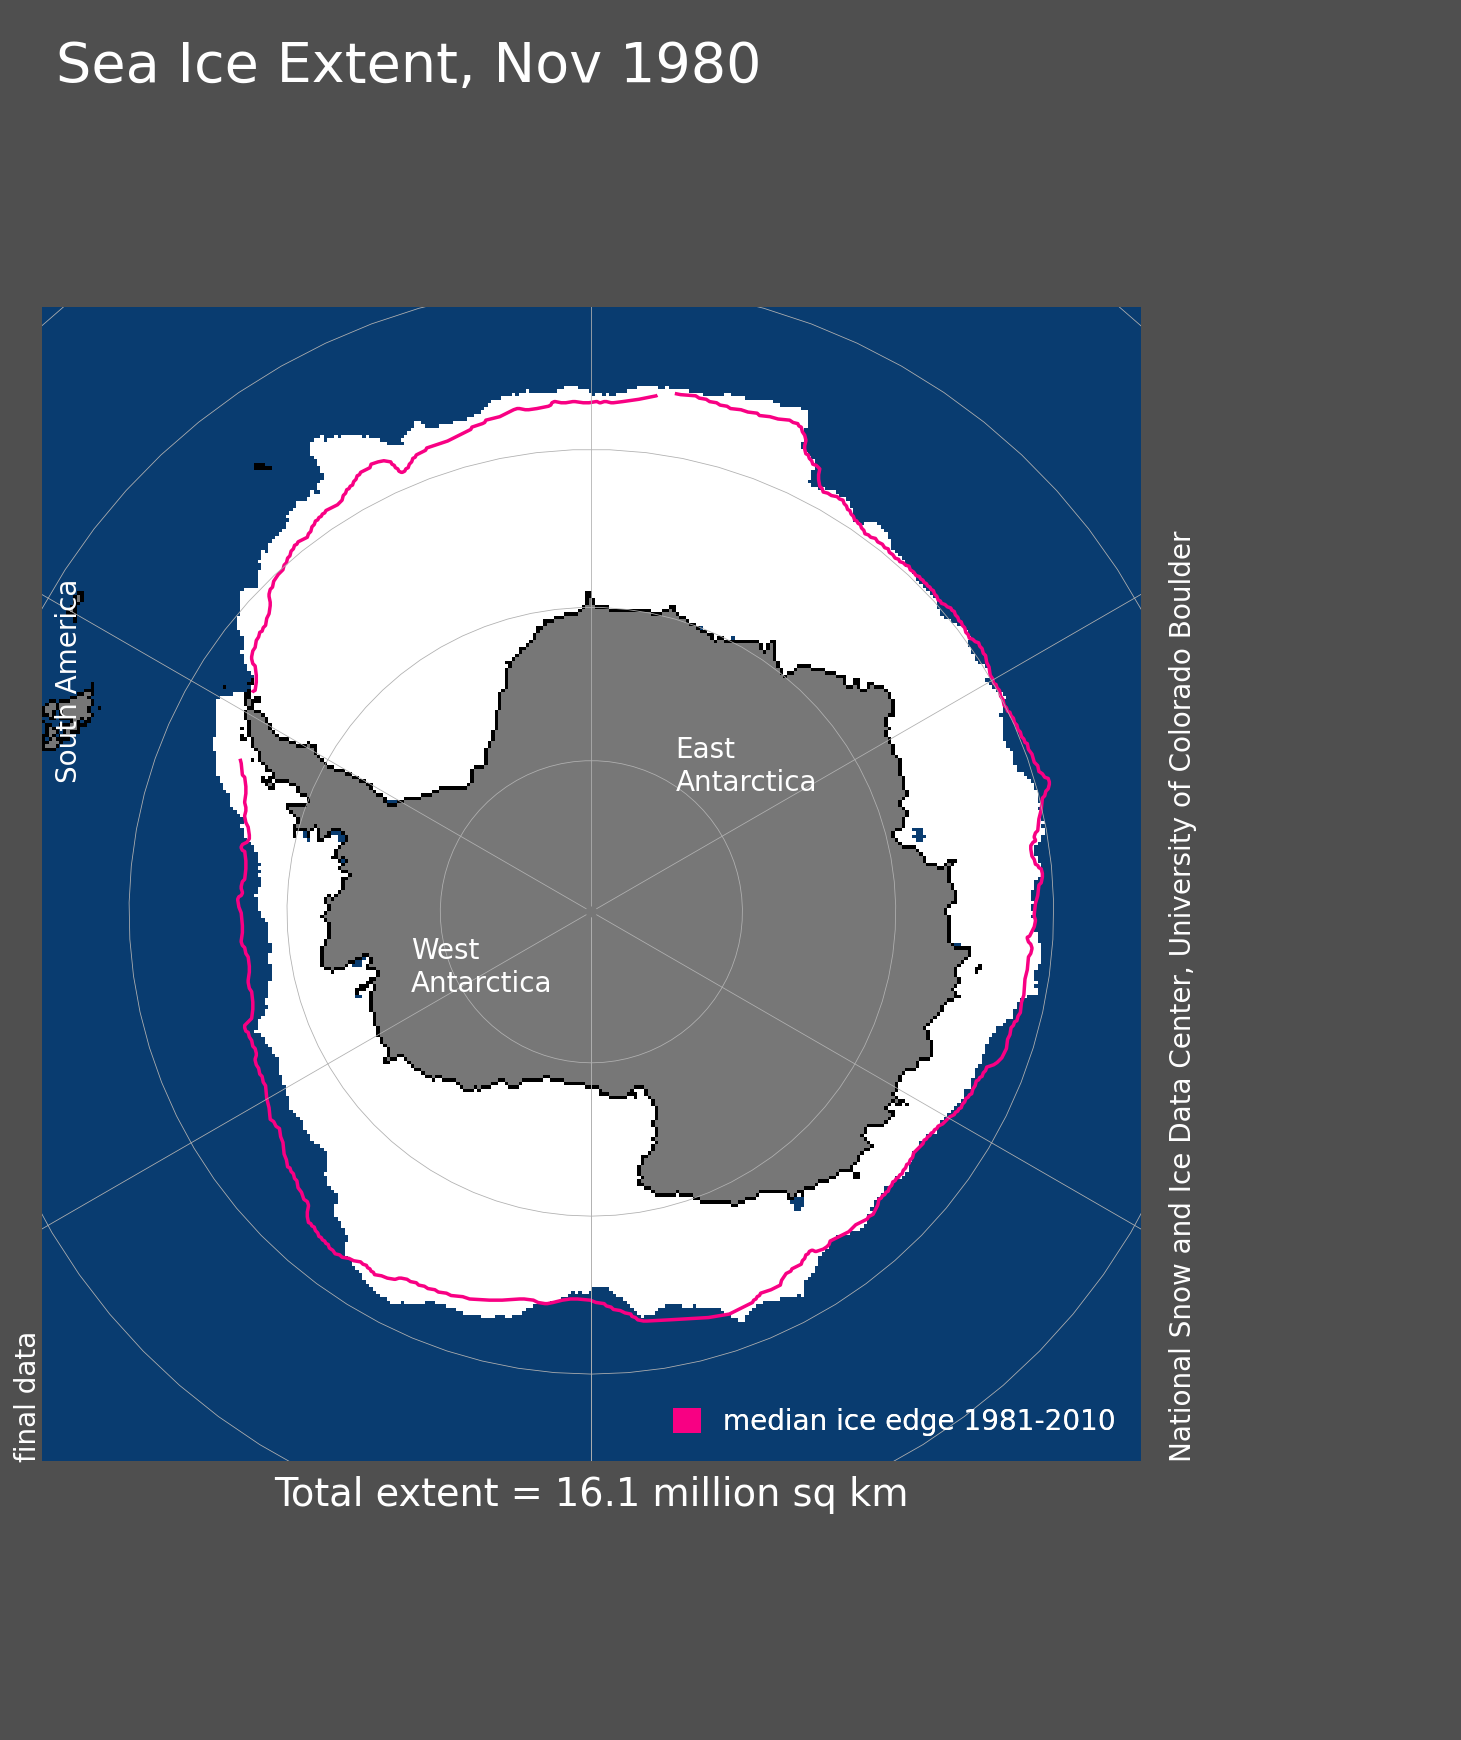 Sea Ice Extent, Nov 1980
South America
East
Antarctica
West
Antarctica
National Snow and Ice Data Center, University of Colorado Boulder
final data
median ice edge 1981-2010
Total extent = 16.1 million sq km